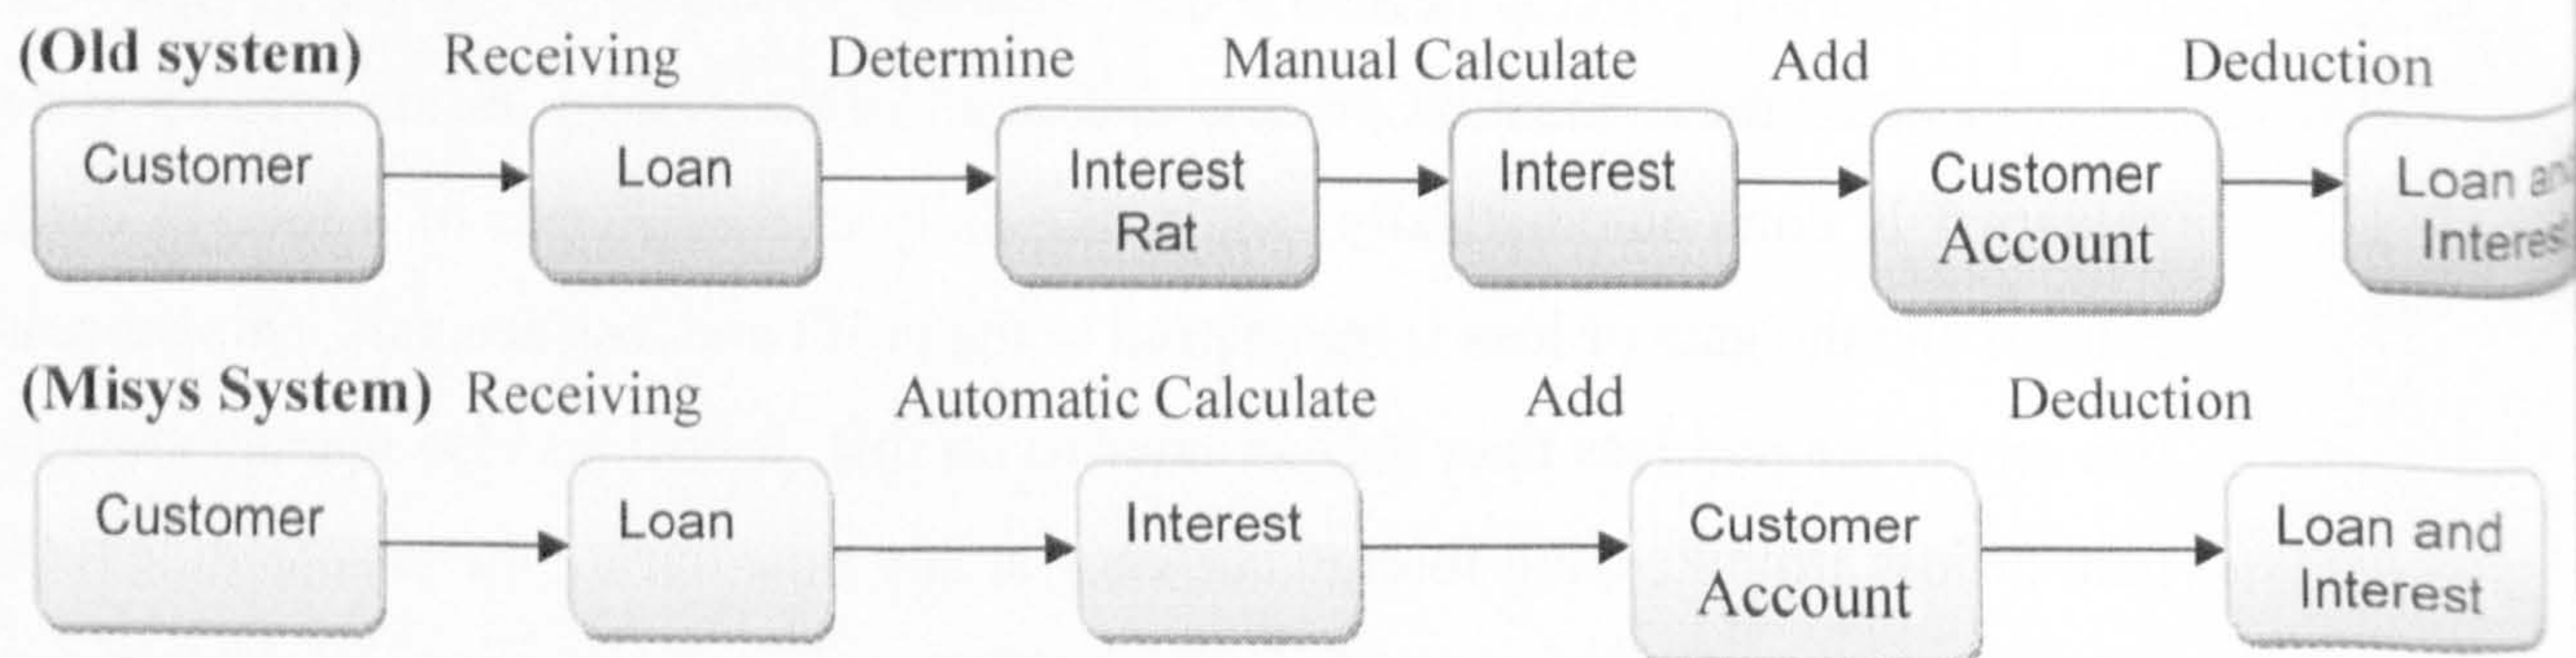 (Old system) Receiving Determine Manual Calculate Add Deduction
Customer Loan Interest Interest Customer Loan
Rat Account
(Misys System) Receiving Automatic Calculate Add Deduction
Customer Loan Interest Customer Loan and
Account Interest